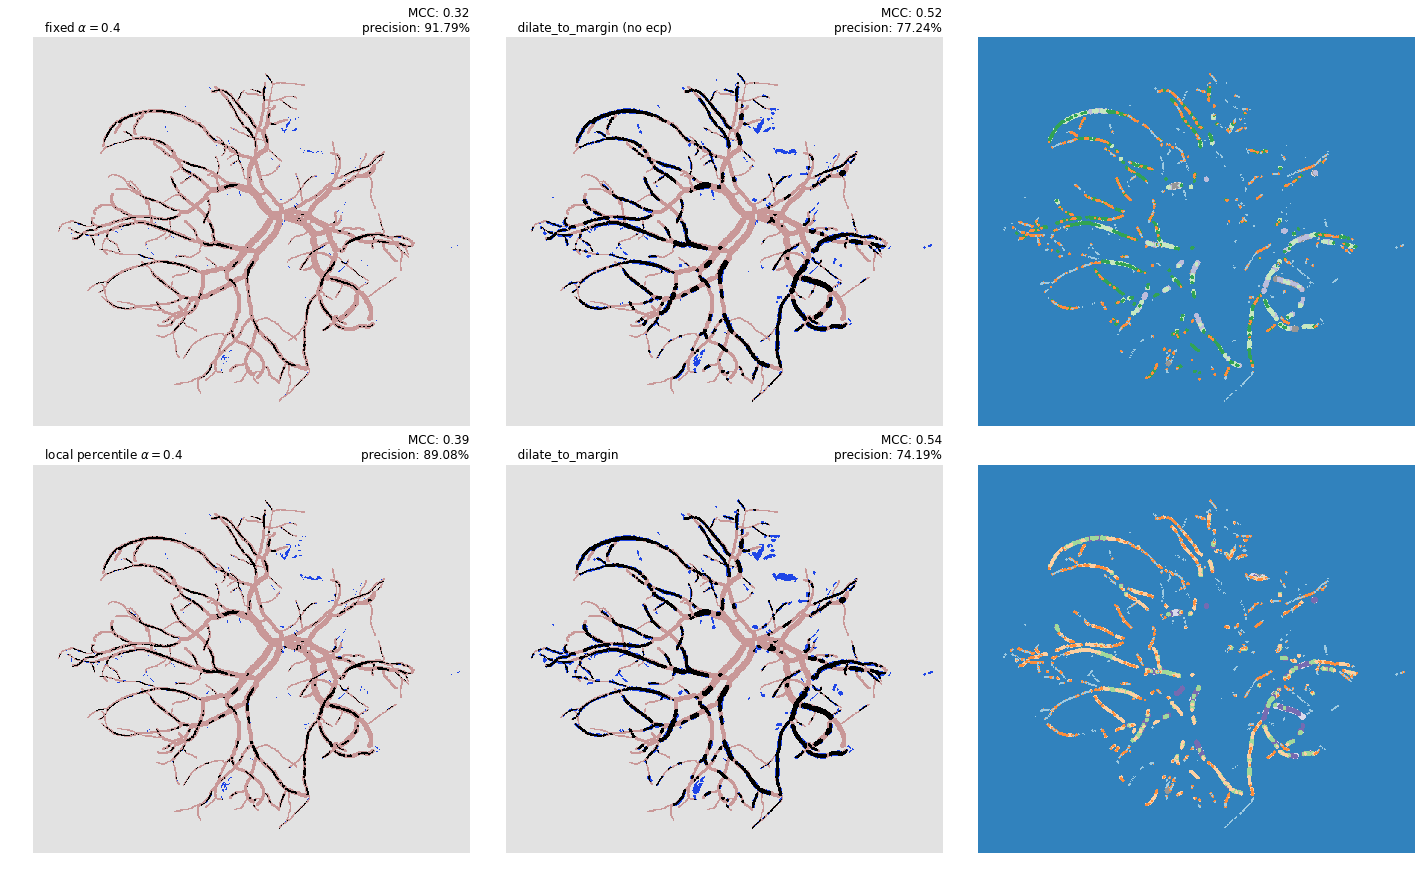 MCC: 0.32
fixed α = 0.4 precision: 91.79%
MCC: 0.52
dilate_to_margin (no ecp) precision: 77.24%
MCC: 0.39
local percentile α = 0.4 precision: 89.08%
MCC: 0.54
dilate_to_margin precision: 74.19%